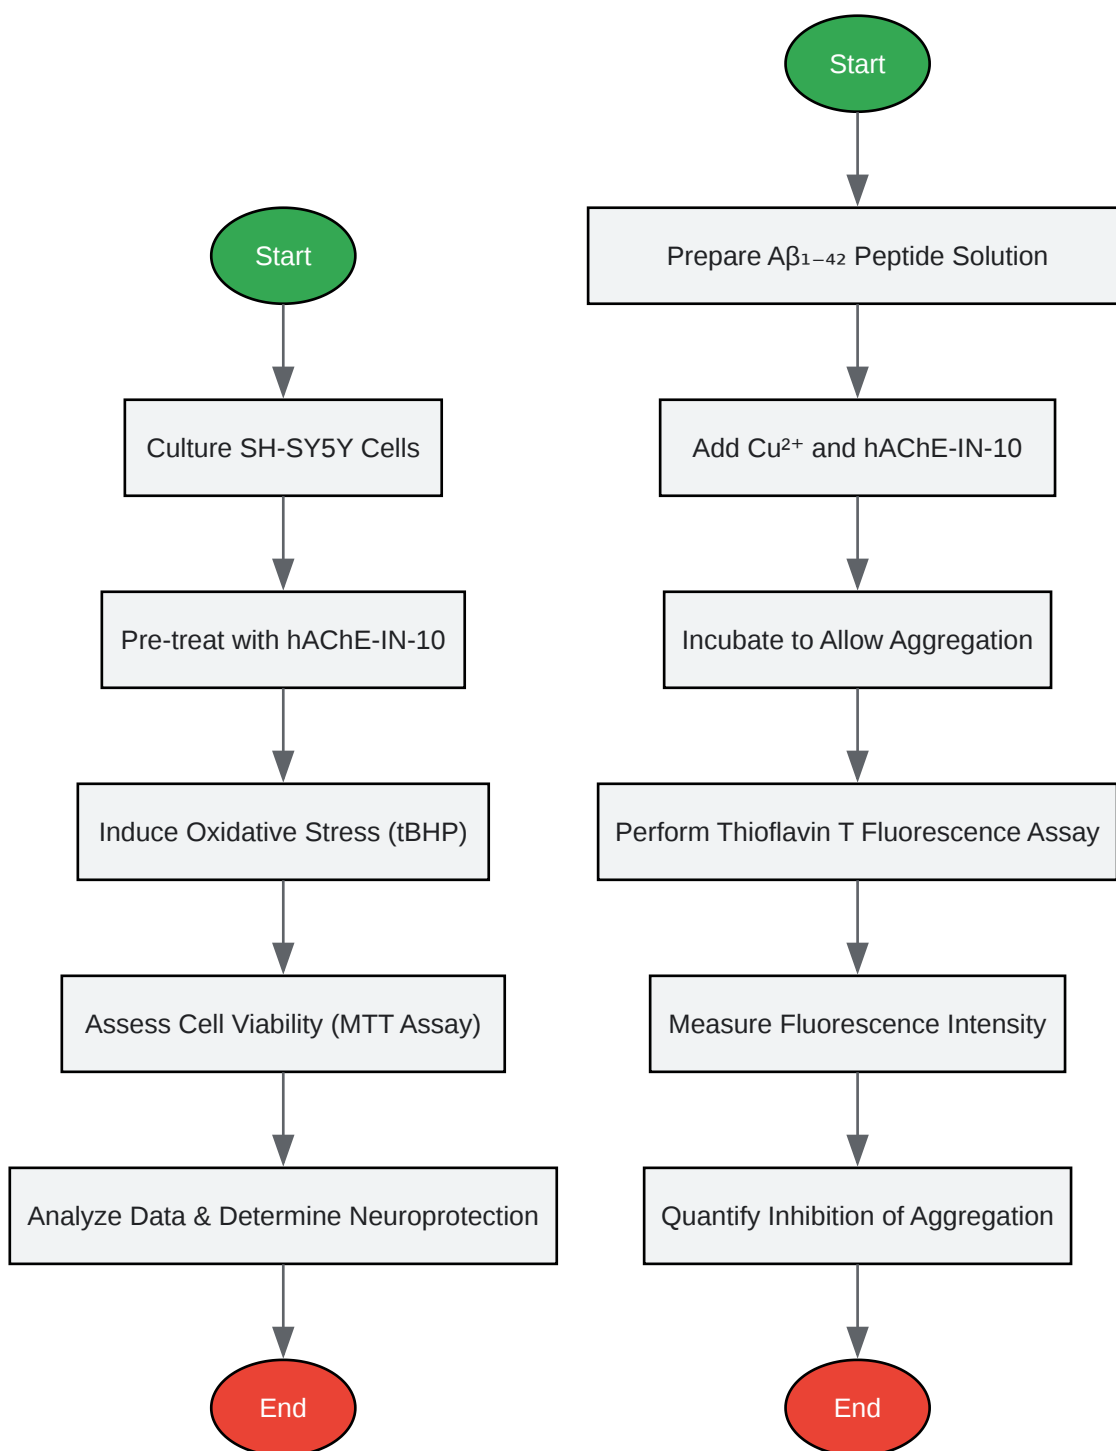 Start
Culture SH-SY5Y Cells
Pre-treat with hAChE-IN-10
Induce Oxidative Stress (tBHP)
Assess Cell Viability (MTT Assay)
Analyze Data & Determine Neuroprotection
End
Start
Prepare Aβ₁₋₄₂ Peptide Solution
Add Cu²⁺ and hAChE-IN-10
Incubate to Allow Aggregation
Perform Thioflavin T Fluorescence Assay
Measure Fluorescence Intensity
Quantify Inhibition of Aggregation
End